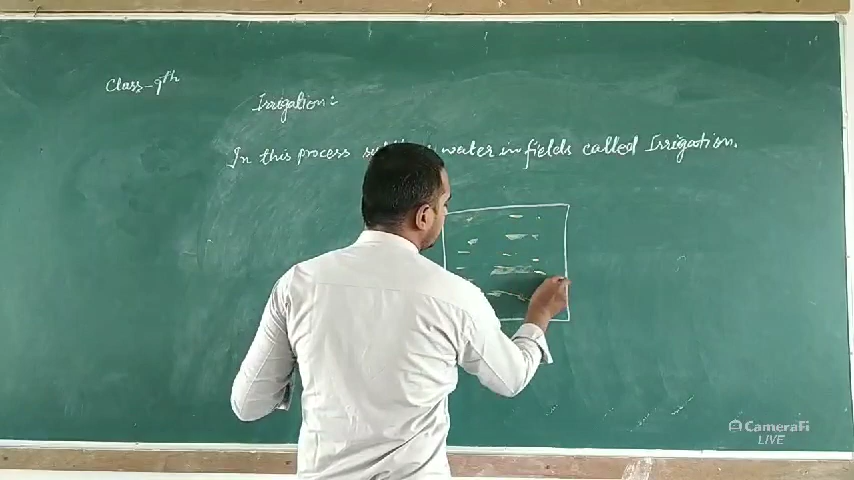 Class-9th
Irrigation:
In this process water in fields called Irrigation.
CameraFi
LIVE